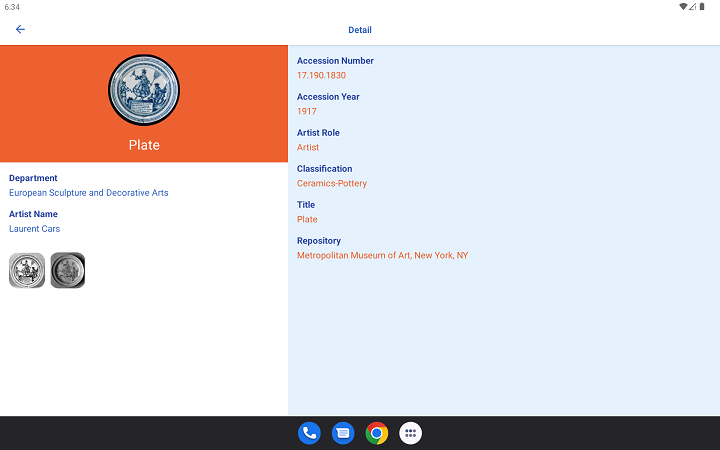 6:34
Detail
Plate
Department
European Sculpture and Decorative Arts
Artist Name
Laurent Cars
Accession Number
17.190.1830
Accession Year
1917
Artist Role
Artist
Classification
Ceramics-Pottery
Title
Plate
Repository
Metropolitan Museum of Art, New York, NY